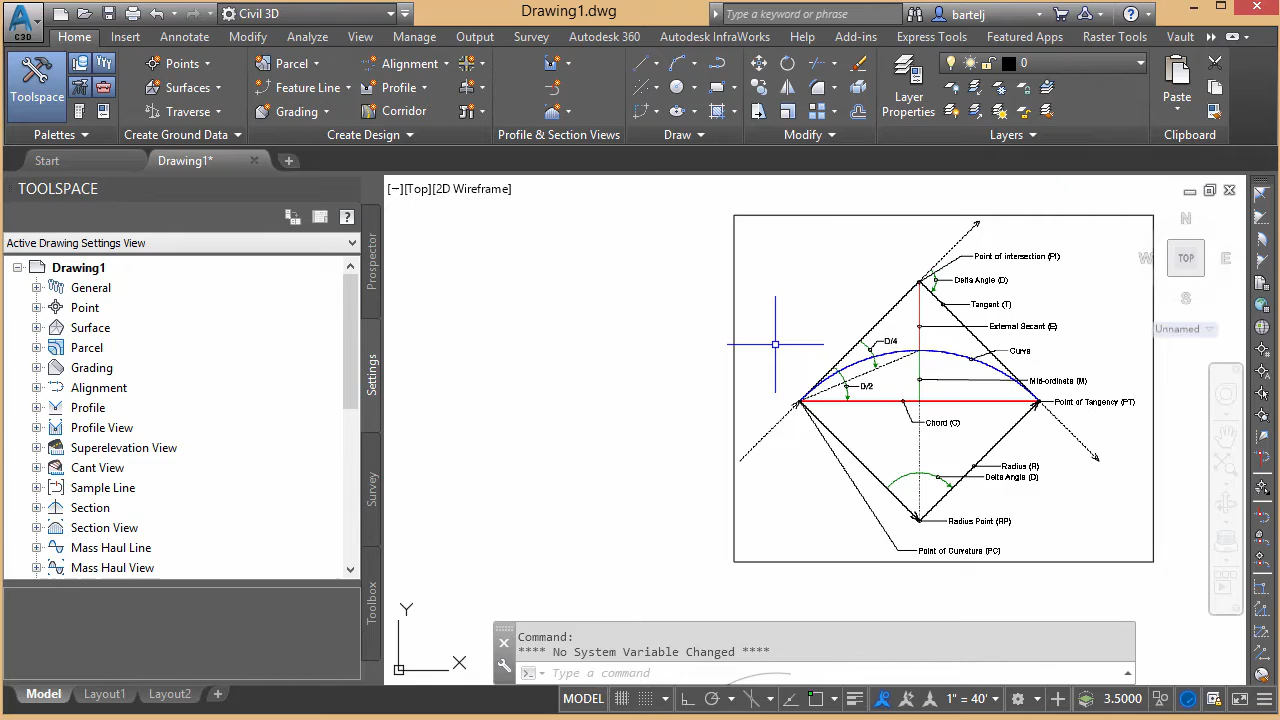 C3D
Civil 3D
Drawing1.dwg
Type a keyword or phrase
bartelj
Home
Insert
Annotate
Modify
Analyze
View
Manage
Output
Survey
Autodesk 360
Autodesk InfraWorks
Help
Add-ins
Express Tools
Featured Apps
Raster Tools
Vault
Toolspace
Points
Surfaces
Traverse
Parcel
Feature Line
Grading
Alignment
Profile
Corridor
Layer
Properties
0
Paste
Palettes
Create Ground Data
Create Design
Profile & Section Views
Draw
Modify
Layers
Clipboard
Start
Drawing1*
TOOLSPACE
Active Drawing Settings View
Drawing1
General
Point
Surface
Parcel
Grading
Alignment
Profile
Profile View
Superelevation View
Cant View
Sample Line
Section
Section View
Mass Haul Line
Mass Haul View
Prospector
Settings
Survey
Toolbox
[−][Top][2D Wireframe]
Point of Intersection (PI)
Delta Angle (D)
Tangent (T)
External Secant (E)
D/4
Curve
D/2
Mid-ordinate (M)
Point of Tangency (PT)
Chord (C)
Radius (R)
Delta Angle (D)
Radius Point (RP)
Point of Curvature (PC)
N
W
TOP
E
S
Unnamed
Y
X
Command:
**** No System Variable Changed ****
Type a command
Model
Layout1
Layout2
MODEL
1" = 40'
3.5000